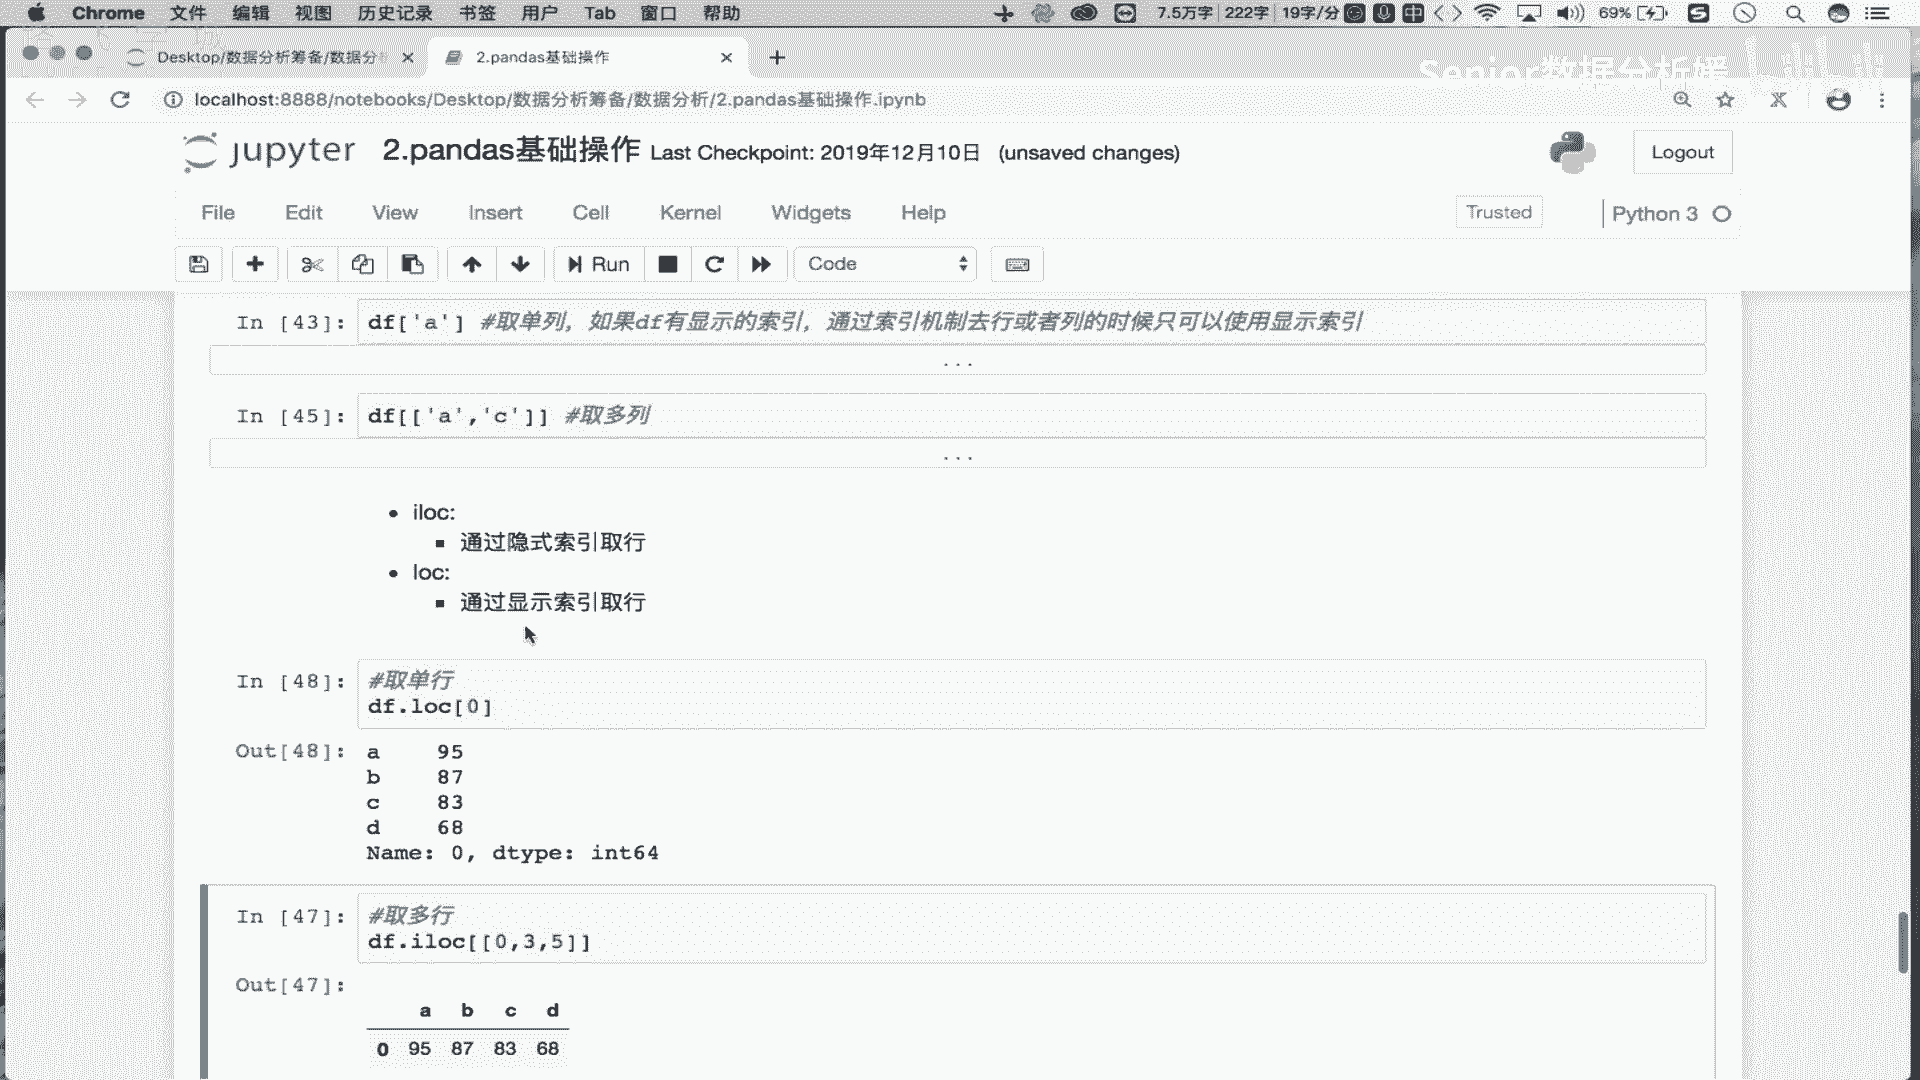 Chrome 文件 编辑 视图 历史记录 书签 用户 Tab 窗口 帮助 7.5万字 222字 19字/分 中 69%
Desktop/数据分析筹备/数据分 2.pandas基础操作
Senior数据分析媛 bilibili
localhost:8888/notebooks/Desktop/数据分析筹备/数据分析/2.pandas基础操作.ipynb
jupyter 2.pandas基础操作 Last Checkpoint: 2019年12月10日 (unsaved changes) Logout
File Edit View Insert Cell Kernel Widgets Help Trusted Python 3
Run Code
In [43]: df['a'] #取单列，如果df有显示的索引，通过索引机制去行或者列的时候只可以使用显示索引
...
In [45]: df[['a','c']] #取多列
...
iloc:
通过隐式索引取行
loc:
通过显示索引取行
In [48]: #取单行
df.loc[0]
Out[48]: a 95
b 87
c 83
d 68
Name: 0, dtype: int64
In [47]: #取多行
df.iloc[[0,3,5]]
Out[47]:
a b c d
0 95 87 83 68